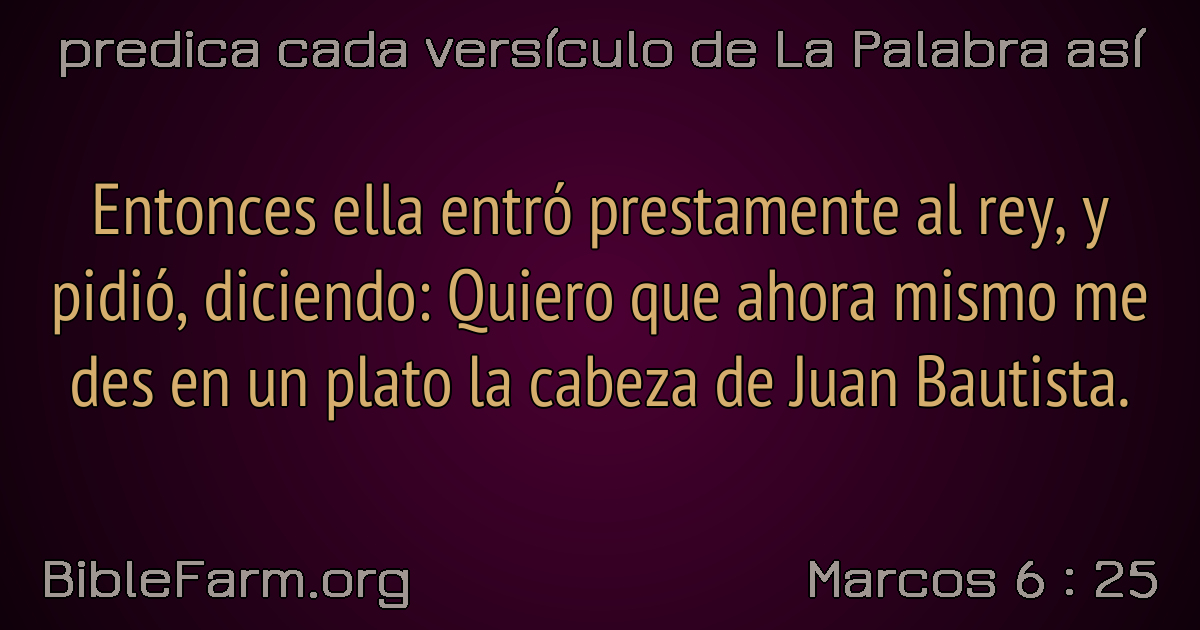 predica cada versículo de La Palabra así
Entonces ella entró prestamente al rey, y
pidió, diciendo: Quiero que ahora mismo me
des en un plato la cabeza de Juan Bautista.
BibleFarm.org
Marcos 6 : 25